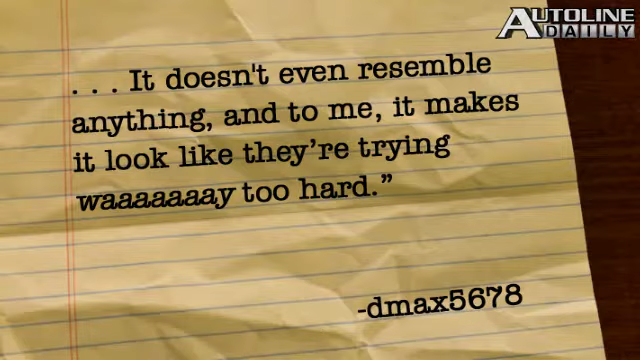 AUTOLINE
DAILY
. . . It doesn't even resemble
anything, and to me, it makes
it look like they’re trying
waaaaaaay too hard.”
-dmax5678